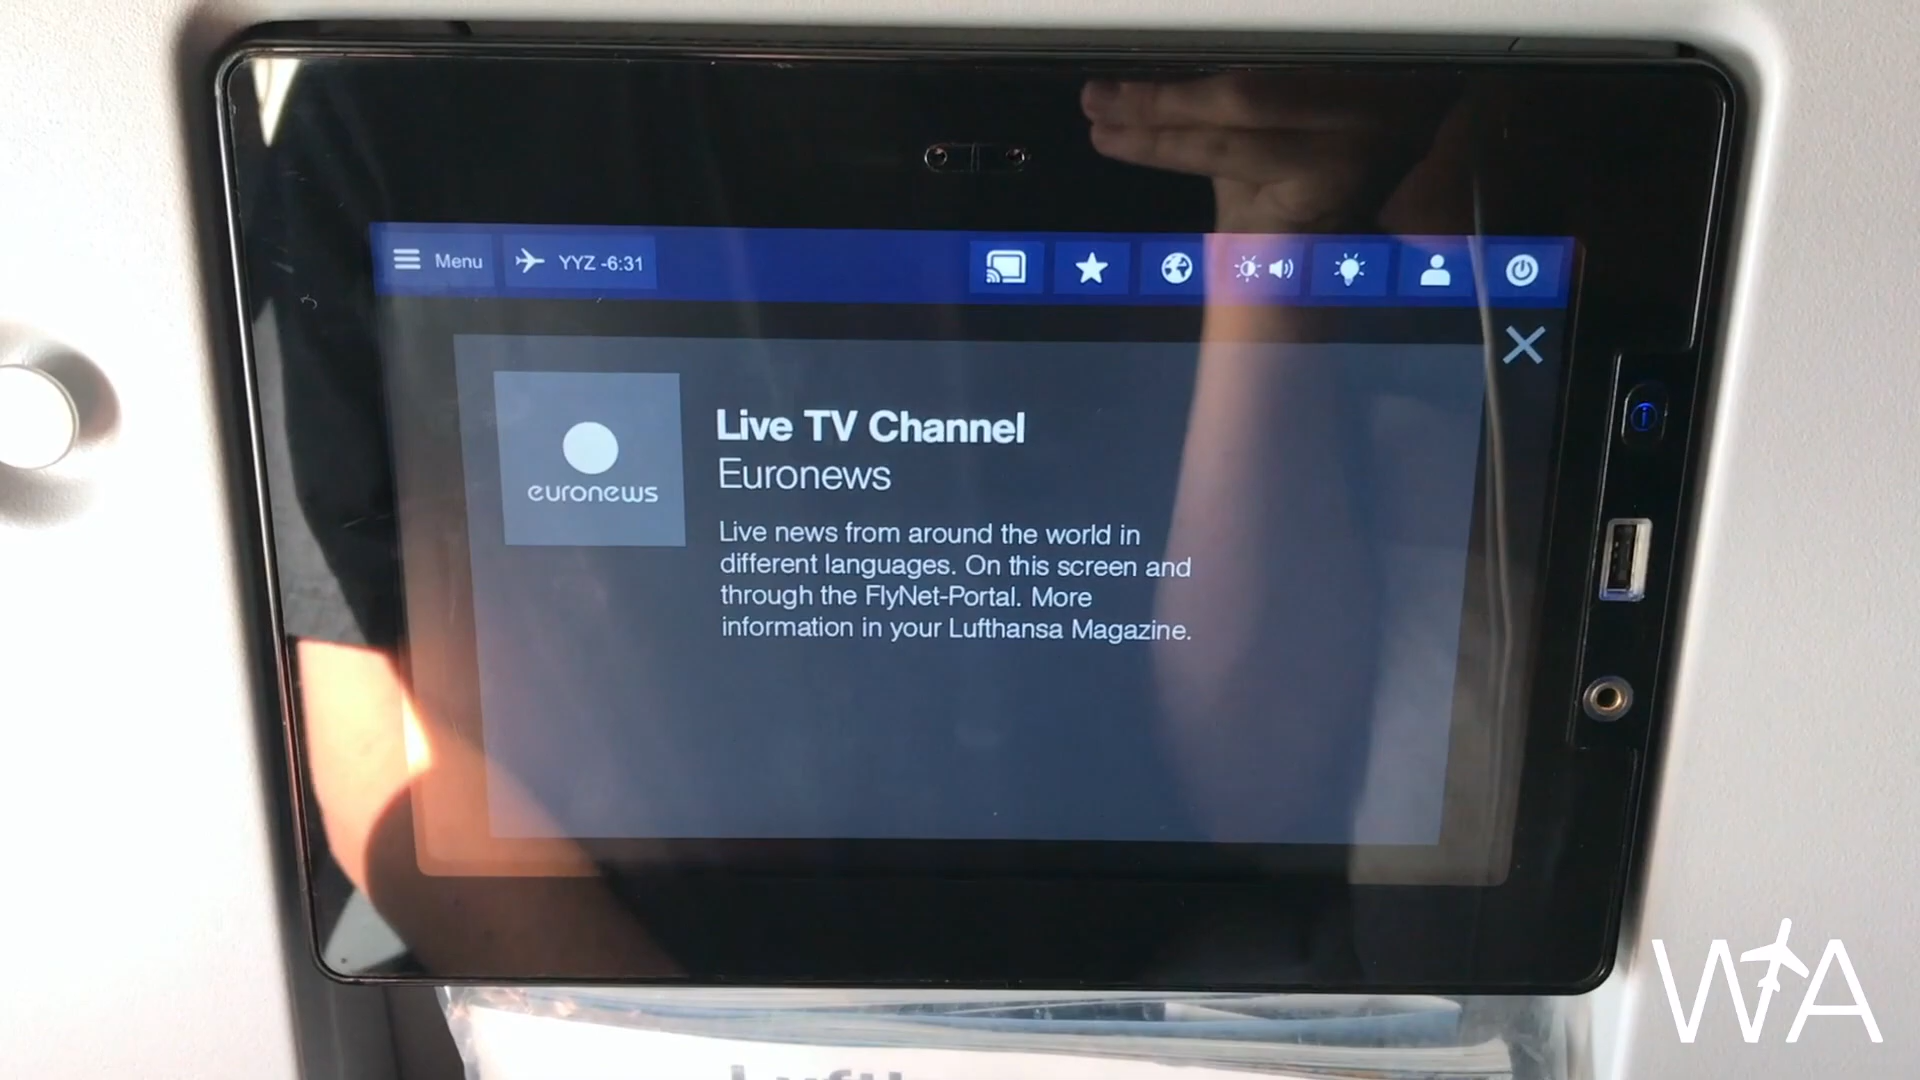 Menu
YYZ -6:31
Live TV Channel
Euronews
euronews
Live news from around the world in
different languages. On this screen and
through the FlyNet-Portal. More
information in your Lufthansa Magazine.
WA